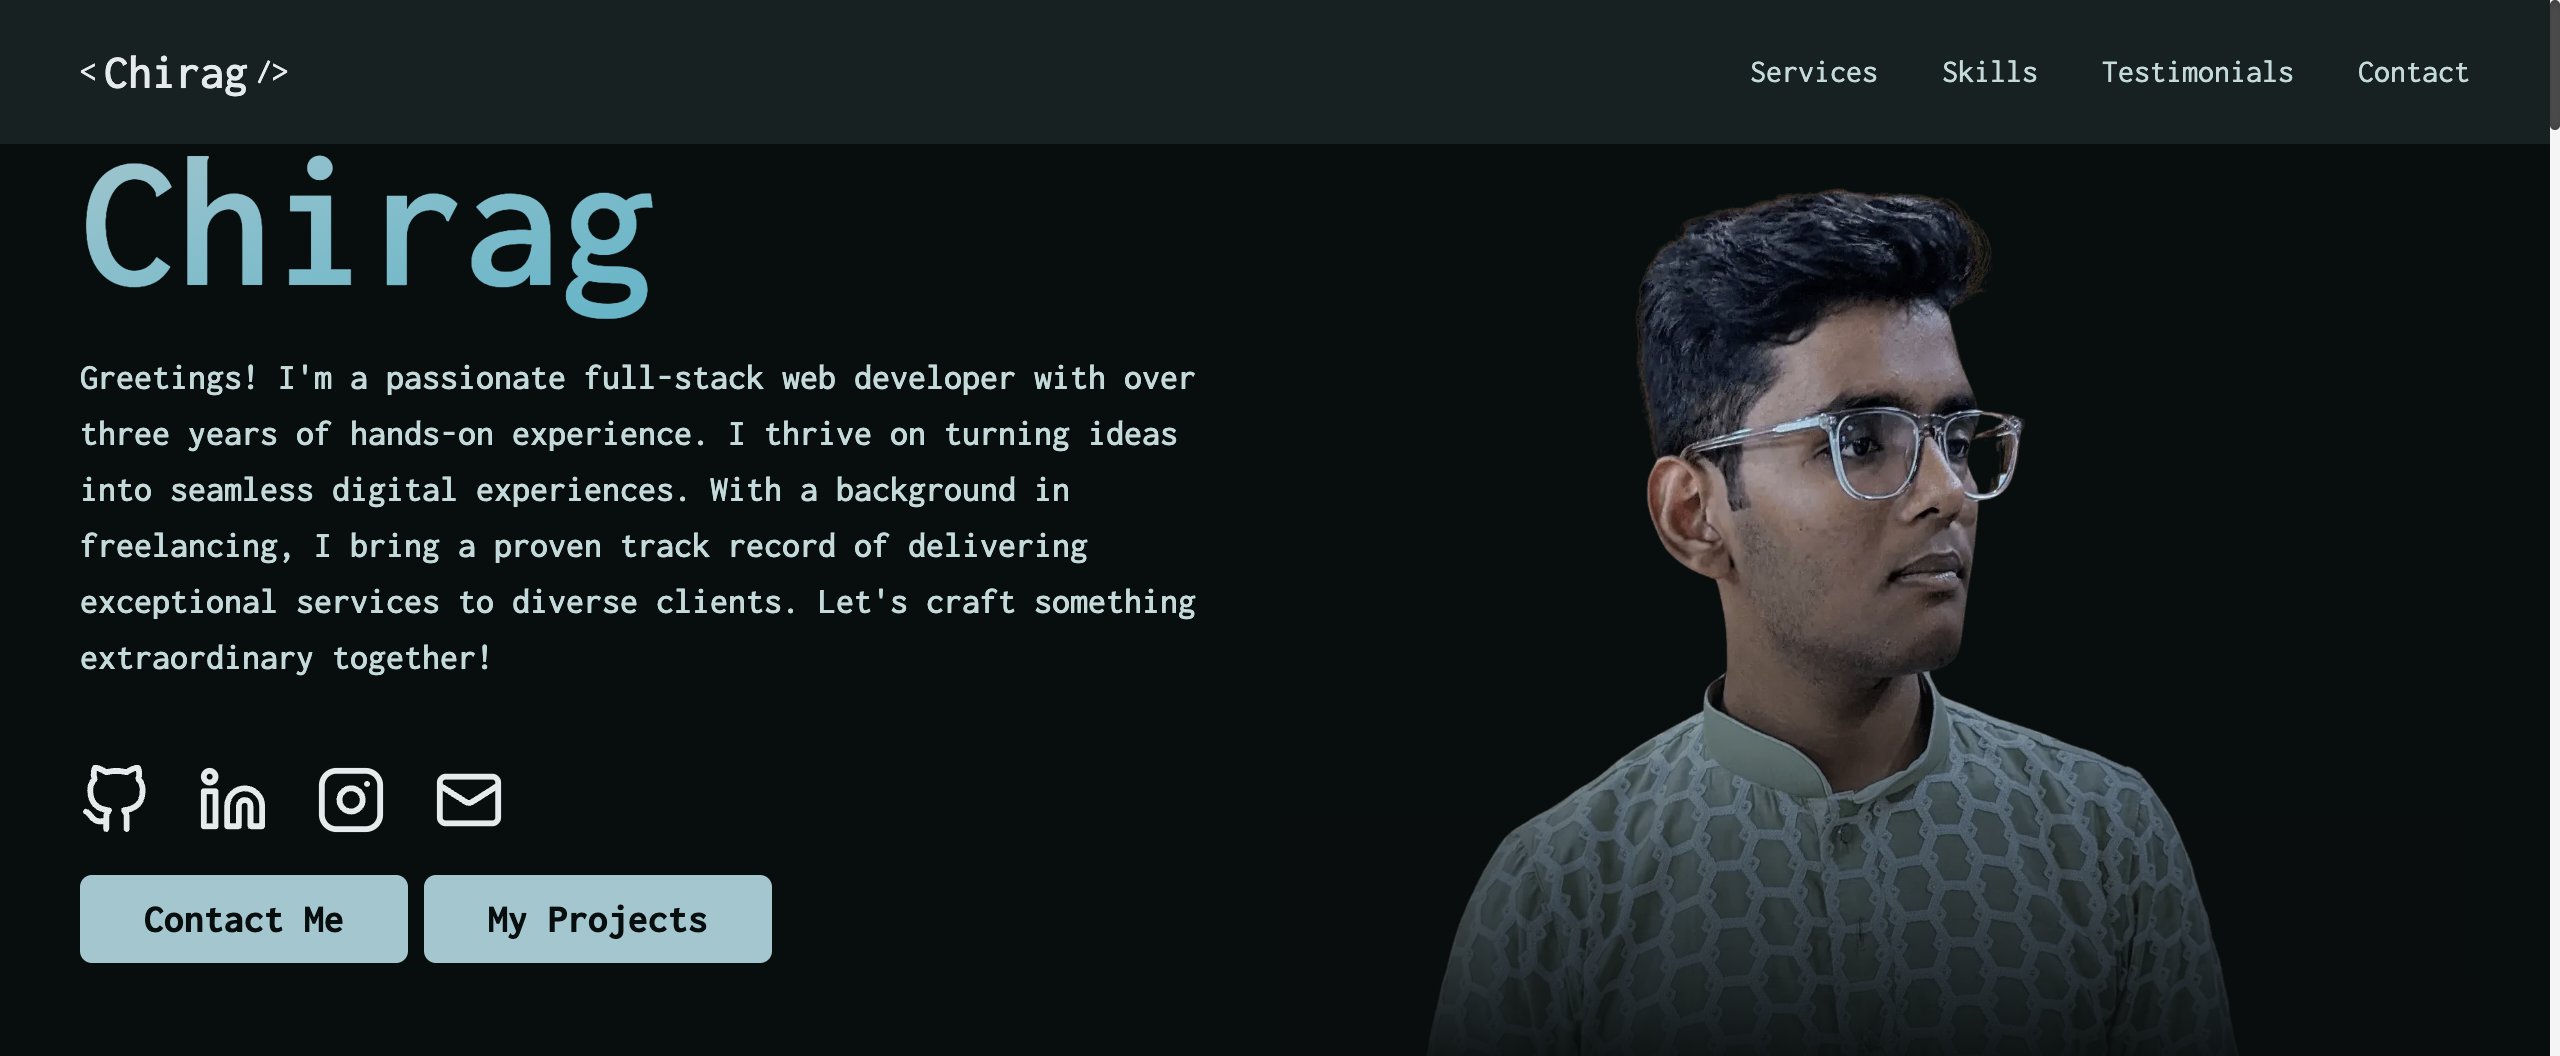 <Chirag />
Services
Skills
Testimonials
Contact
Chirag
Greetings! I'm a passionate full-stack web developer with over
three years of hands-on experience. I thrive on turning ideas
into seamless digital experiences. With a background in
freelancing, I bring a proven track record of delivering
exceptional services to diverse clients. Let's craft something
extraordinary together!
Contact Me
My Projects